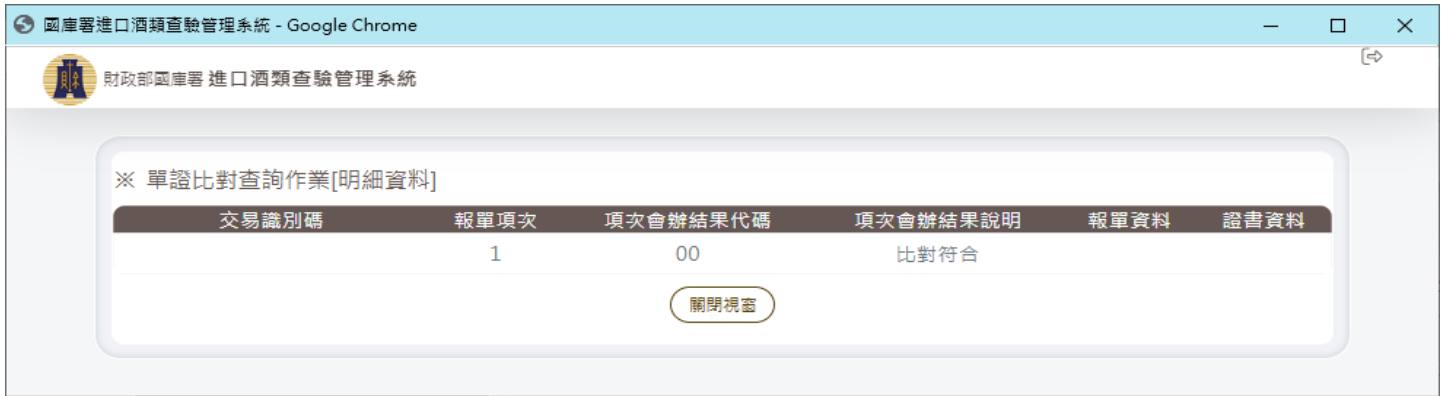 國庫署進口酒類查驗管理系統 - Google Chrome
財政部國庫署 進口酒類查驗管理系統
※ 單證比對查詢作業[明細資料]
交易識別碼 報單項次 項次會辦結果代碼 項次會辦結果說明 報單資料 證書資料
1 00 比對符合
關閉視窗